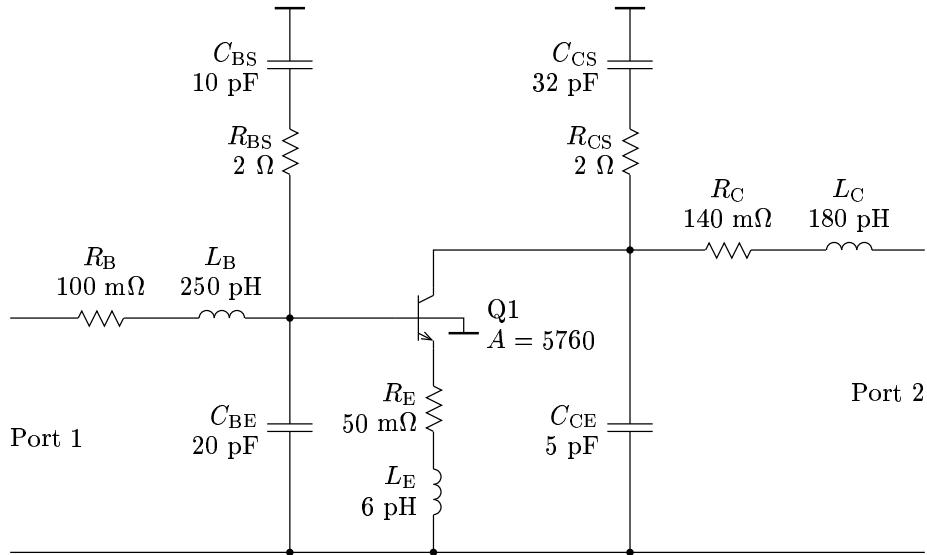 C_BS
10 pF
C_CS
32 pF
R_BS
2 Ω
R_CS
2 Ω
R_C
140 mΩ
L_C
180 pH
R_B
100 mΩ
L_B
250 pH
Q1
A = 5760
R_E
50 mΩ
C_BE
20 pF
C_CE
5 pF
Port 2
Port 1
L_E
6 pH